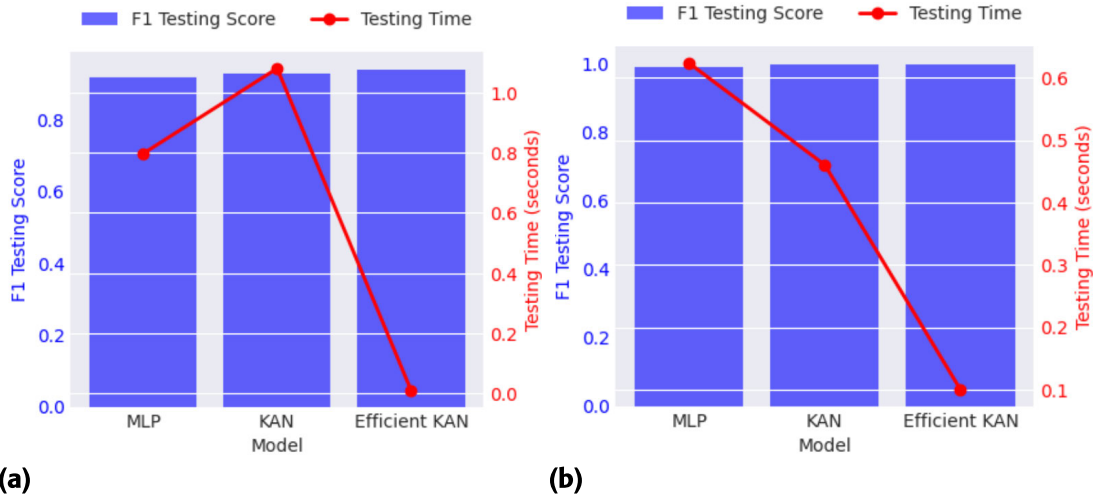 F1 Testing Score
Testing Time
F1 Testing Score
0.8
0.6
0.4
0.2
0.0
1.0
0.8
0.6
0.4
0.2
0.0
Testing Time (seconds)
MLP
KAN
Efficient KAN
Model
(a)
F1 Testing Score
Testing Time
F1 Testing Score
1.0
0.8
0.6
0.4
0.2
0.0
0.6
0.5
0.4
0.3
0.2
0.1
Testing Time (seconds)
MLP
KAN
Efficient KAN
Model
(b)